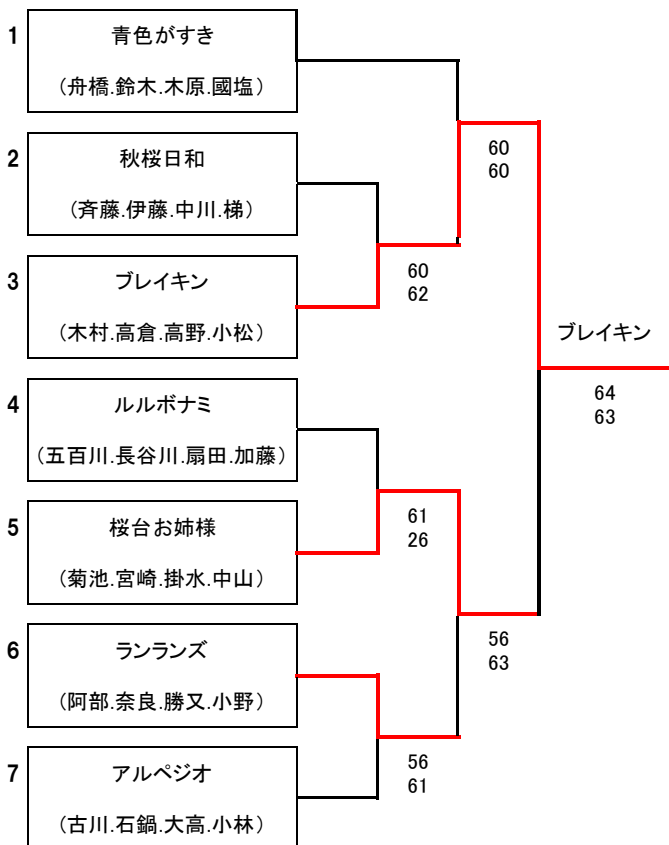 1
青色がすき
（舟橋.鈴木.木原.國塩）
2
秋桜日和
（斉藤.伊藤.中川.梯）
3
ブレイキン
（木村.高倉.高野.小松）
4
ルルボナミ
（五百川.長谷川.扇田.加藤）
5
桜台お姉様
（菊池.宮崎.掛水.中山）
6
ランランズ
（阿部.奈良.勝又.小野）
7
アルペジオ
（古川.石鍋.大高.小林）
60
62
61
26
56
61
60
60
56
63
ブレイキン
64
63